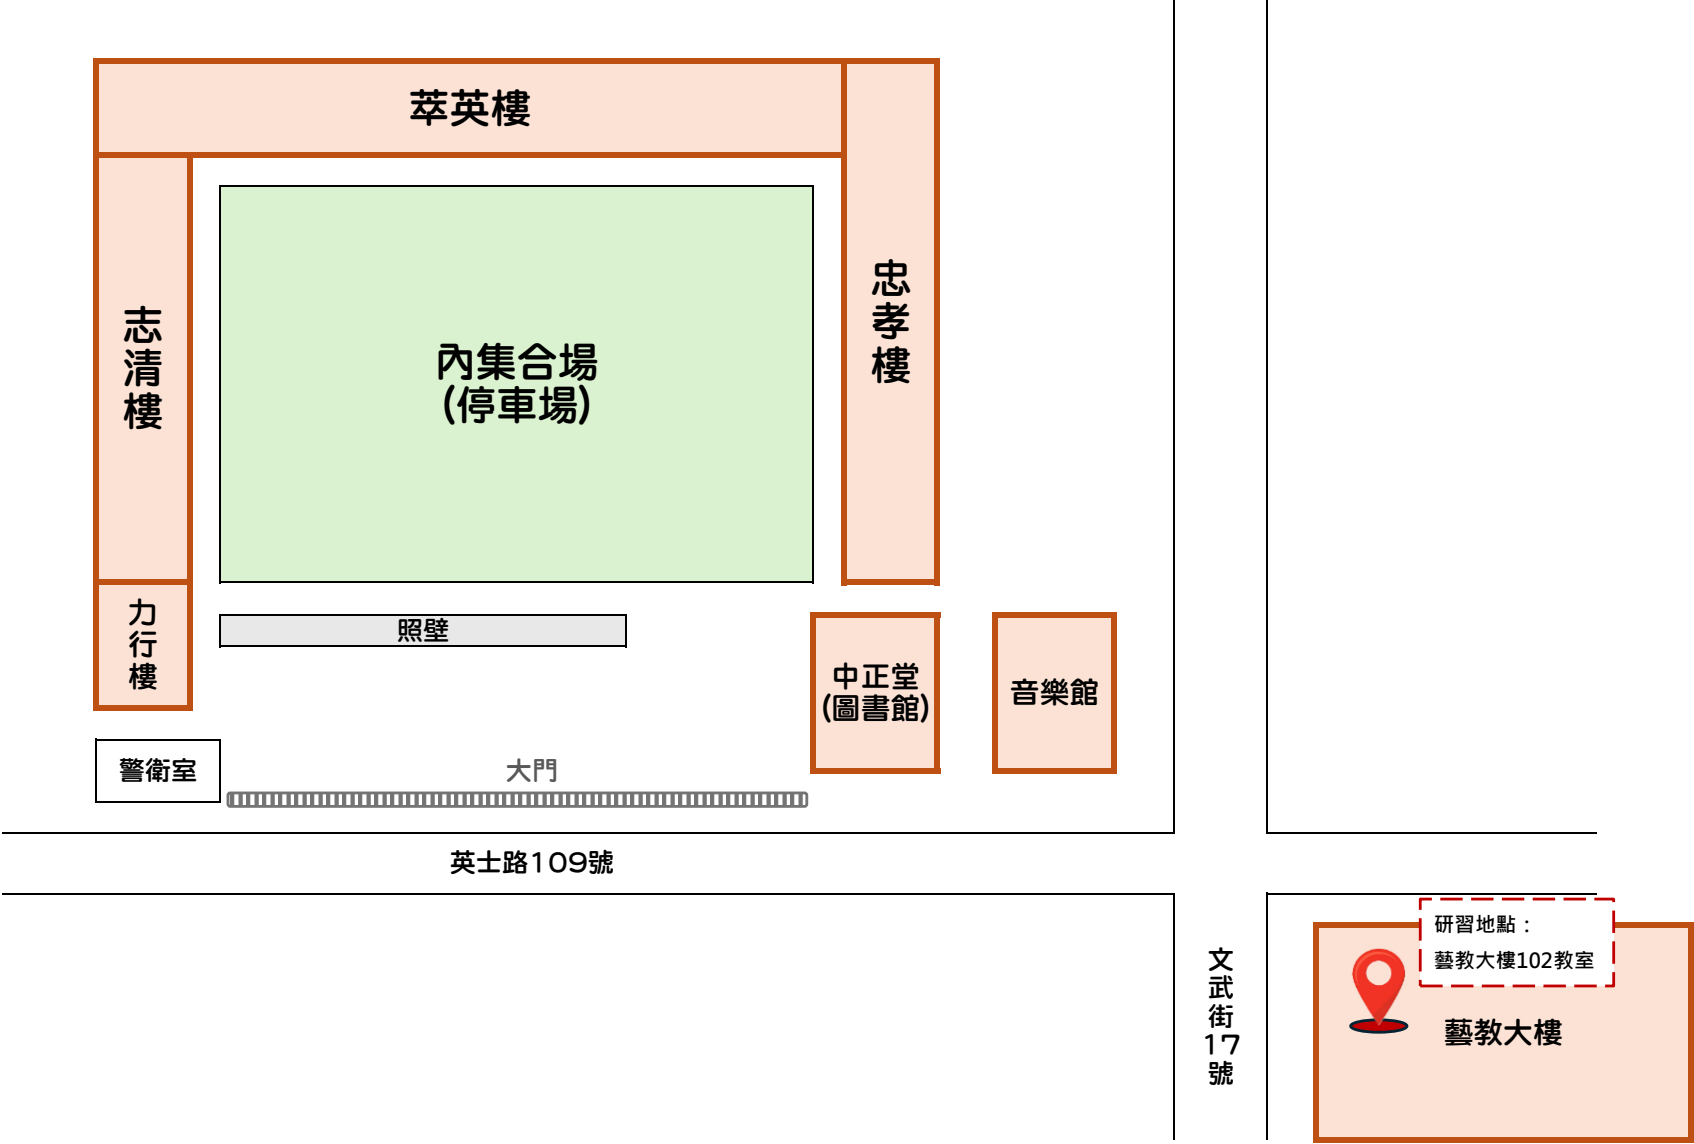 萃英樓
志清樓
忠孝樓
內集合場
(停車場)
力行樓
照壁
中正堂
(圖書館)
音樂館
警衛室
大門
英士路109號
文武街17號
研習地點：
藝教大樓102教室
藝教大樓